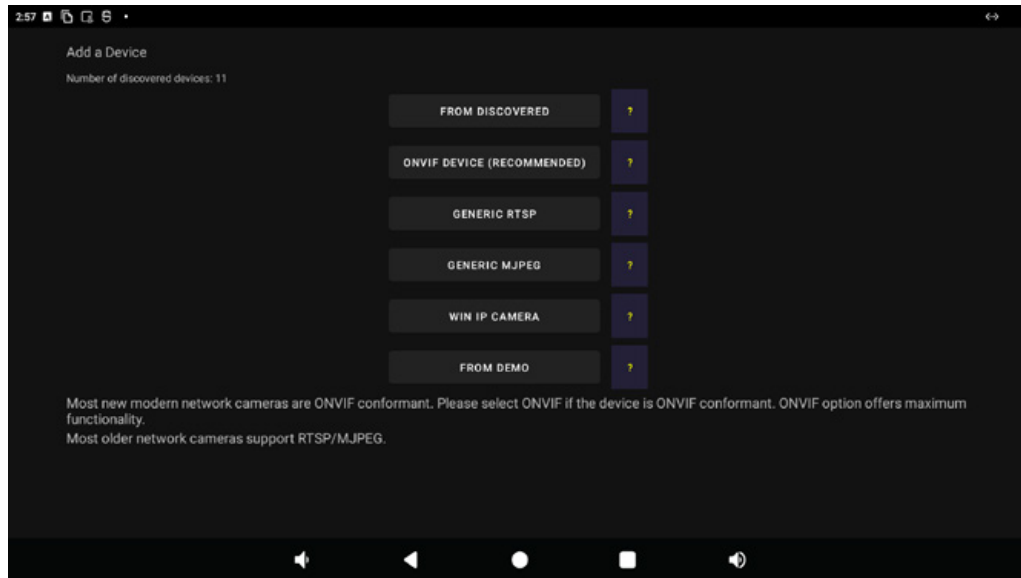 2:57
Add a Device
Number of discovered devices: 11
FROM DISCOVERED ?
ONVIF DEVICE (RECOMMENDED) ?
GENERIC RTSP ?
GENERIC MJPEG ?
WIN IP CAMERA ?
FROM DEMO ?
Most new modern network cameras are ONVIF conformant. Please select ONVIF if the device is ONVIF conformant. ONVIF option offers maximum
functionality.
Most older network cameras support RTSP/MJPEG.